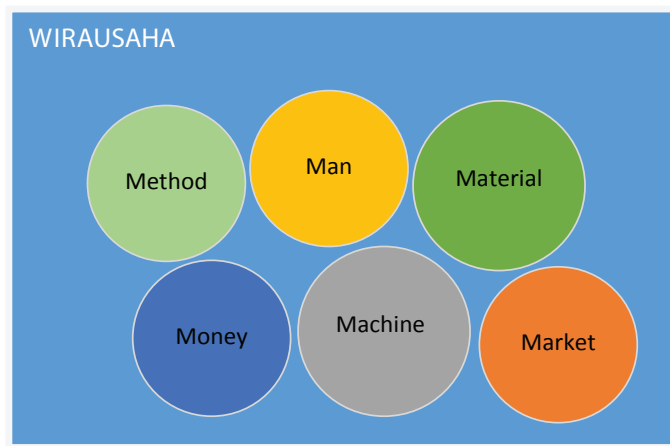 WIRAUSAHA
Method
Man
Material
Money
Machine
Market